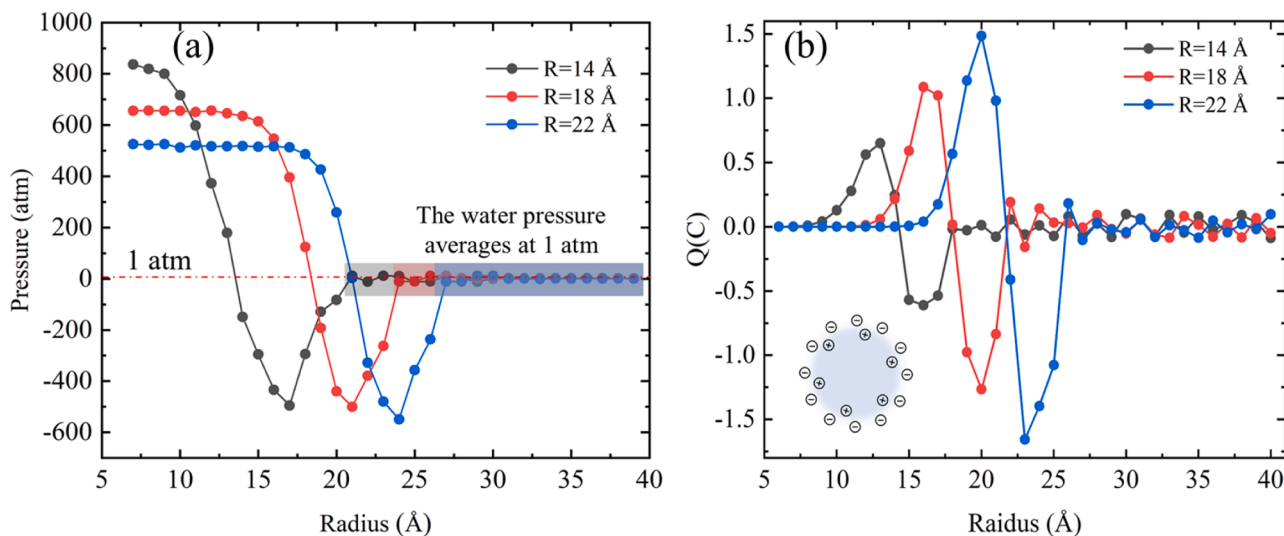 (a)
R=14 Å
R=18 Å
R=22 Å
The water pressure
averages at 1 atm
1 atm
Pressure (atm)
1000
800
600
400
200
0
-200
-400
-600
5 10 15 20 25 30 35 40
Radius (Å)
(b)
R=14 Å
R=18 Å
R=22 Å
Q(C)
1.5
1.0
0.5
0.0
-0.5
-1.0
-1.5
5 10 15 20 25 30 35 40
Raidus (Å)